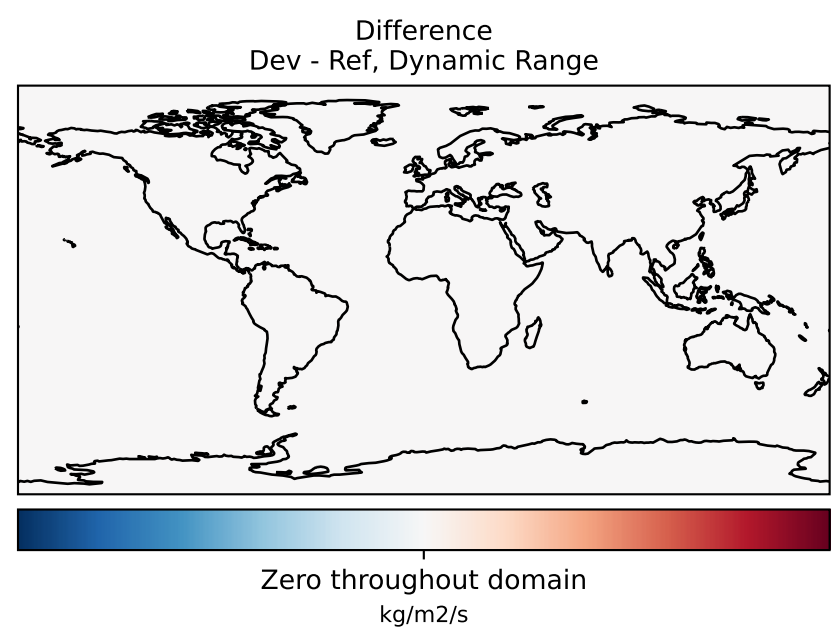 Difference
Dev - Ref, Dynamic Range
Zero throughout domain
kg/m2/s